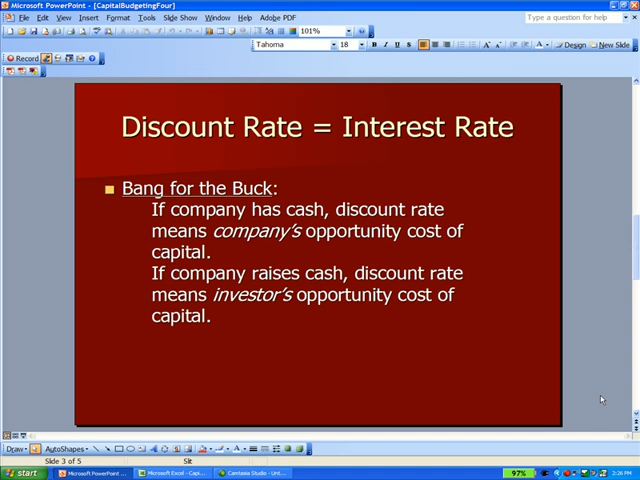 Microsoft PowerPoint - [CapitalBudgetingFour]
File Edit View Insert Format Tools Slide Show Window Help Adobe PDF
Type a question for help
101%
Tahoma 18 B I U S Design New Slide
Record
Discount Rate = Interest Rate
Bang for the Buck:
If company has cash, discount rate
means company's opportunity cost of
capital.
If company raises cash, discount rate
means investor's opportunity cost of
capital.
Draw AutoShapes
Slide 3 of 5 Slit
start Microsoft PowerPoint ... Microsoft Excel - Capi... Camtasia Studio - Unt... 97% 2:26 PM